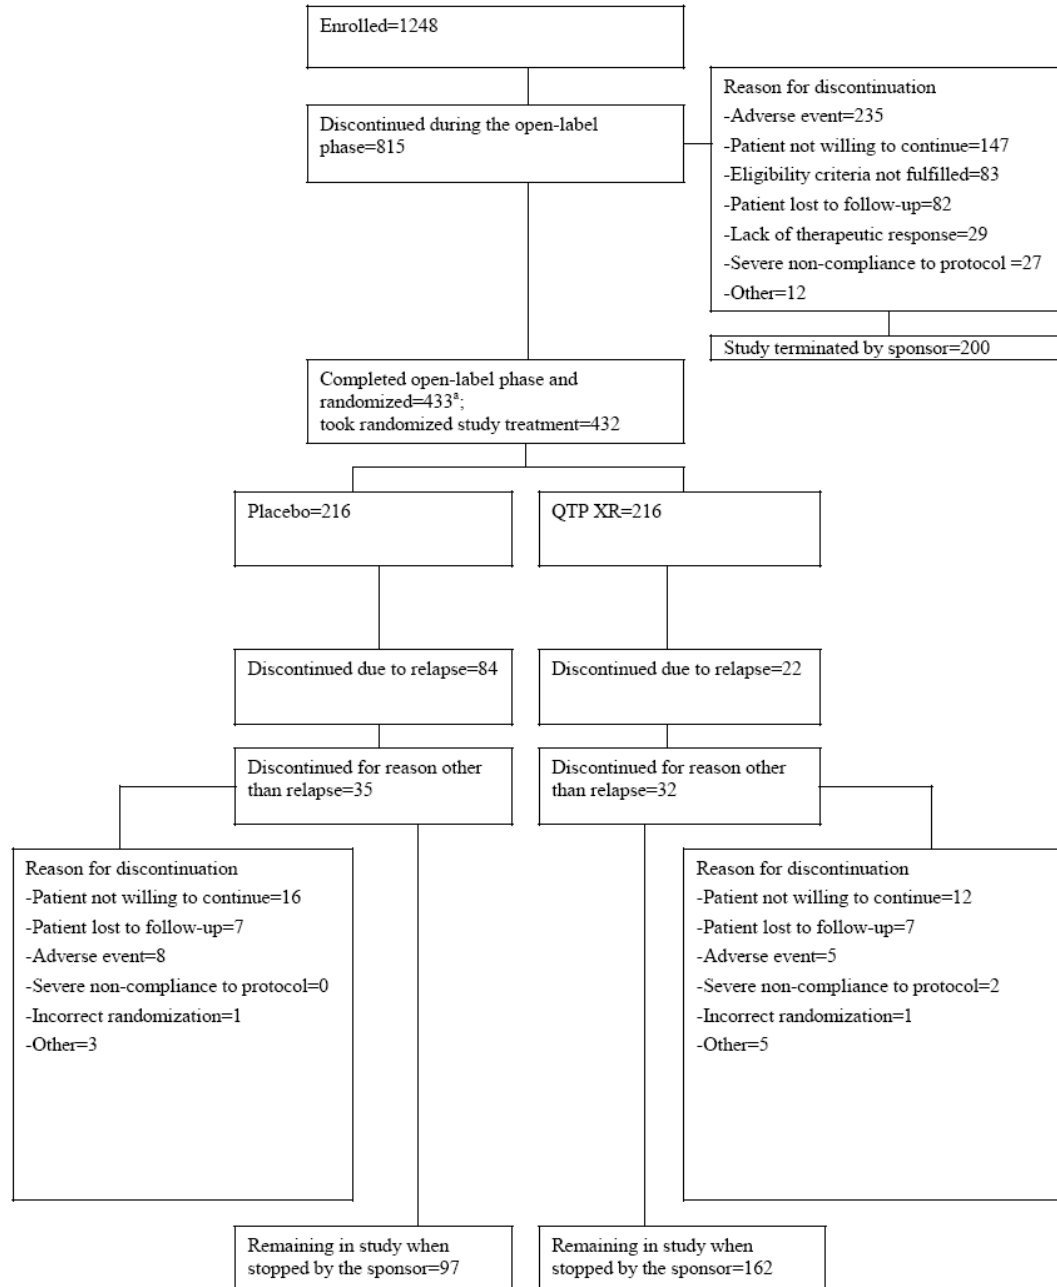 Enrolled=1248
Discontinued during the open-label
phase=815
Reason for discontinuation
-Adverse event=235
-Patient not willing to continue=147
-Eligibility criteria not fulfilled=83
-Patient lost to follow-up=82
-Lack of therapeutic response=29
-Severe non-compliance to protocol =27
-Other=12
Study terminated by sponsor=200
Completed open-label phase and
randomized=433ᵃ;
took randomized study treatment=432
Placebo=216
QTP XR=216
Discontinued due to relapse=84
Discontinued due to relapse=22
Discontinued for reason other
than relapse=35
Discontinued for reason other
than relapse=32
Reason for discontinuation
-Patient not willing to continue=16
-Patient lost to follow-up=7
-Adverse event=8
-Severe non-compliance to protocol=0
-Incorrect randomization=1
-Other=3
Reason for discontinuation
-Patient not willing to continue=12
-Patient lost to follow-up=7
-Adverse event=5
-Severe non-compliance to protocol=2
-Incorrect randomization=1
-Other=5
Remaining in study when
stopped by the sponsor=97
Remaining in study when
stopped by the sponsor=162